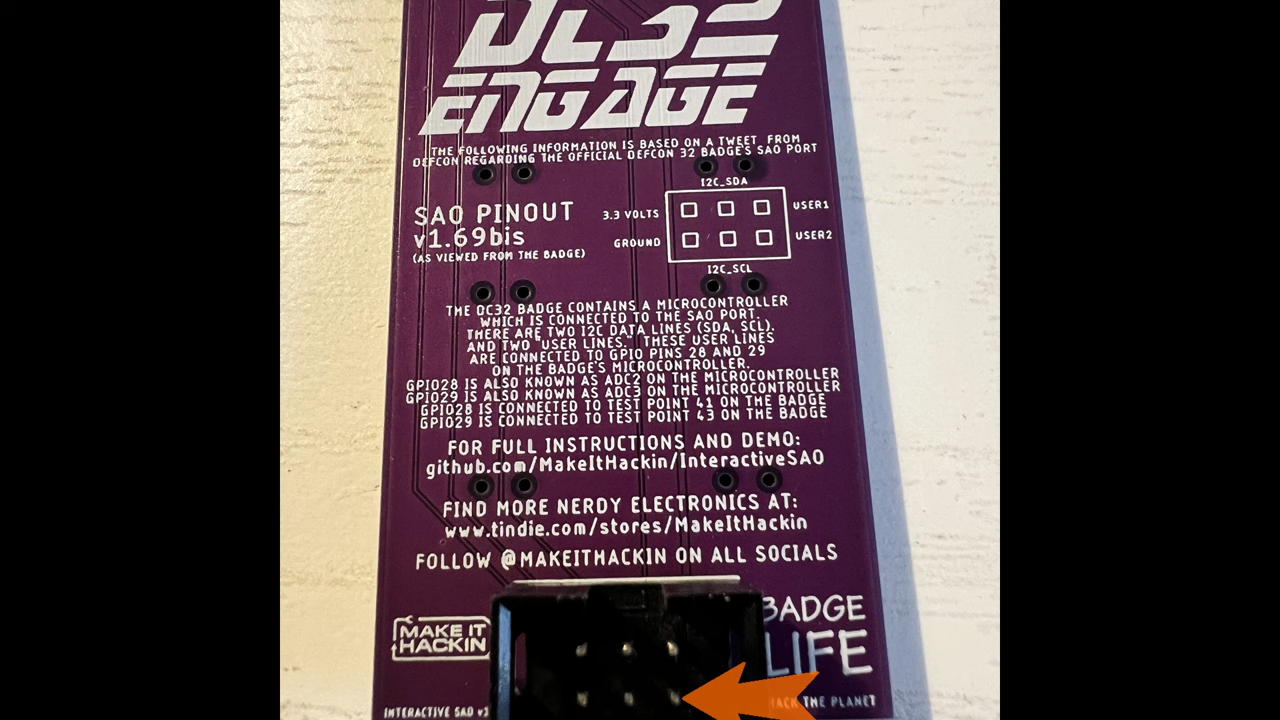 DC32
ENGAGE
THE FOLLOWING INFORMATION IS BASED ON A TWEET FROM
DEFCON REGARDING THE OFFICIAL DEFCON 32 BADGE'S SAO PORT
I2C_SDA
SAO PINOUT
v1.69bis
(AS VIEWED FROM THE BADGE)
3.3 VOLTS
USER1
GROUND
USER2
I2C_SCL
THE DC32 BADGE CONTAINS A MICROCONTROLLER
WHICH IS CONNECTED TO THE SAO PORT.
THERE ARE TWO I2C DATA LINES (SDA, SCL).
AND TWO "USER LINES." THESE USER LINES
ARE CONNECTED TO GPIO PINS 28 AND 29
ON THE BADGE'S MICROCONTROLLER.
GPIO28 IS ALSO KNOWN AS ADC2 ON THE MICROCONTROLLER
GPIO29 IS ALSO KNOWN AS ADC3 ON THE MICROCONTROLLER
GPIO28 IS CONNECTED TO TEST POINT 41 ON THE BADGE
GPIO29 IS CONNECTED TO TEST POINT 43 ON THE BADGE
FOR FULL INSTRUCTIONS AND DEMO:
github.com/MakeItHackin/InteractiveSAO
FIND MORE NERDY ELECTRONICS AT:
www.tindie.com/stores/MakeItHackin
FOLLOW @MAKEITHACKIN ON ALL SOCIALS
MAKE IT
HACKIN
BADGE
LIFE
HACK THE PLANET
INTERACTIVE SAO